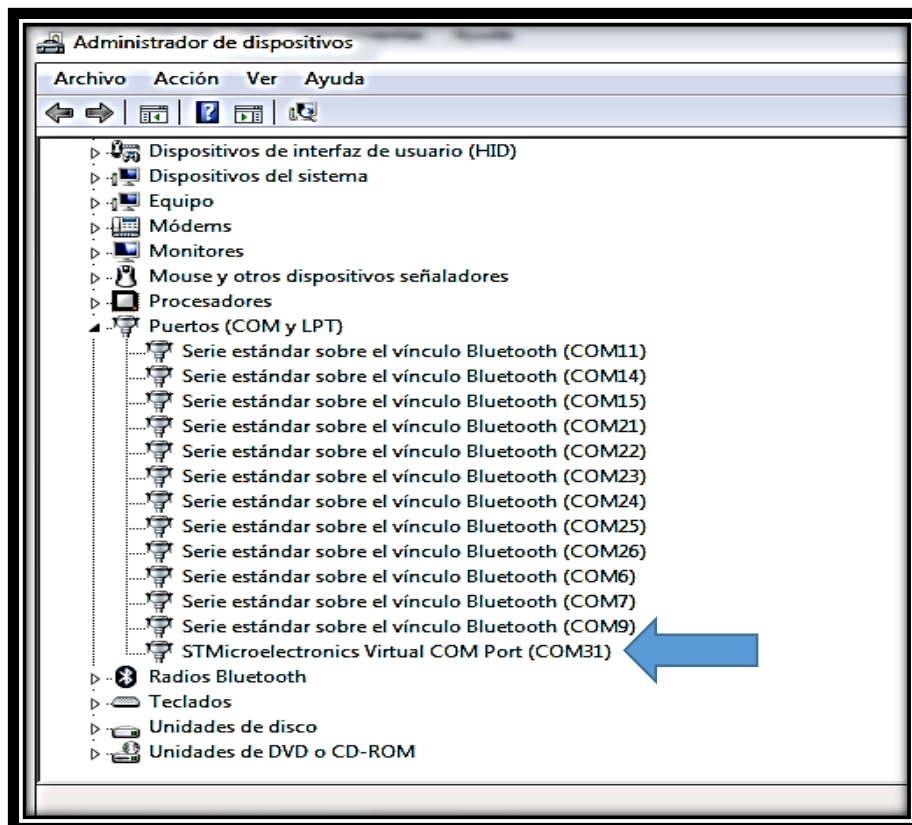 Administrador de dispositivos
Archivo Acción Ver Ayuda
Dispositivos de interfaz de usuario (HID)
Dispositivos del sistema
Equipo
Módems
Monitores
Mouse y otros dispositivos señaladores
Procesadores
Puertos (COM y LPT)
Serie estándar sobre el vínculo Bluetooth (COM11)
Serie estándar sobre el vínculo Bluetooth (COM14)
Serie estándar sobre el vínculo Bluetooth (COM15)
Serie estándar sobre el vínculo Bluetooth (COM21)
Serie estándar sobre el vínculo Bluetooth (COM22)
Serie estándar sobre el vínculo Bluetooth (COM23)
Serie estándar sobre el vínculo Bluetooth (COM24)
Serie estándar sobre el vínculo Bluetooth (COM25)
Serie estándar sobre el vínculo Bluetooth (COM26)
Serie estándar sobre el vínculo Bluetooth (COM6)
Serie estándar sobre el vínculo Bluetooth (COM7)
Serie estándar sobre el vínculo Bluetooth (COM9)
STMicroelectronics Virtual COM Port (COM31)
Radios Bluetooth
Teclados
Unidades de disco
Unidades de DVD o CD-ROM